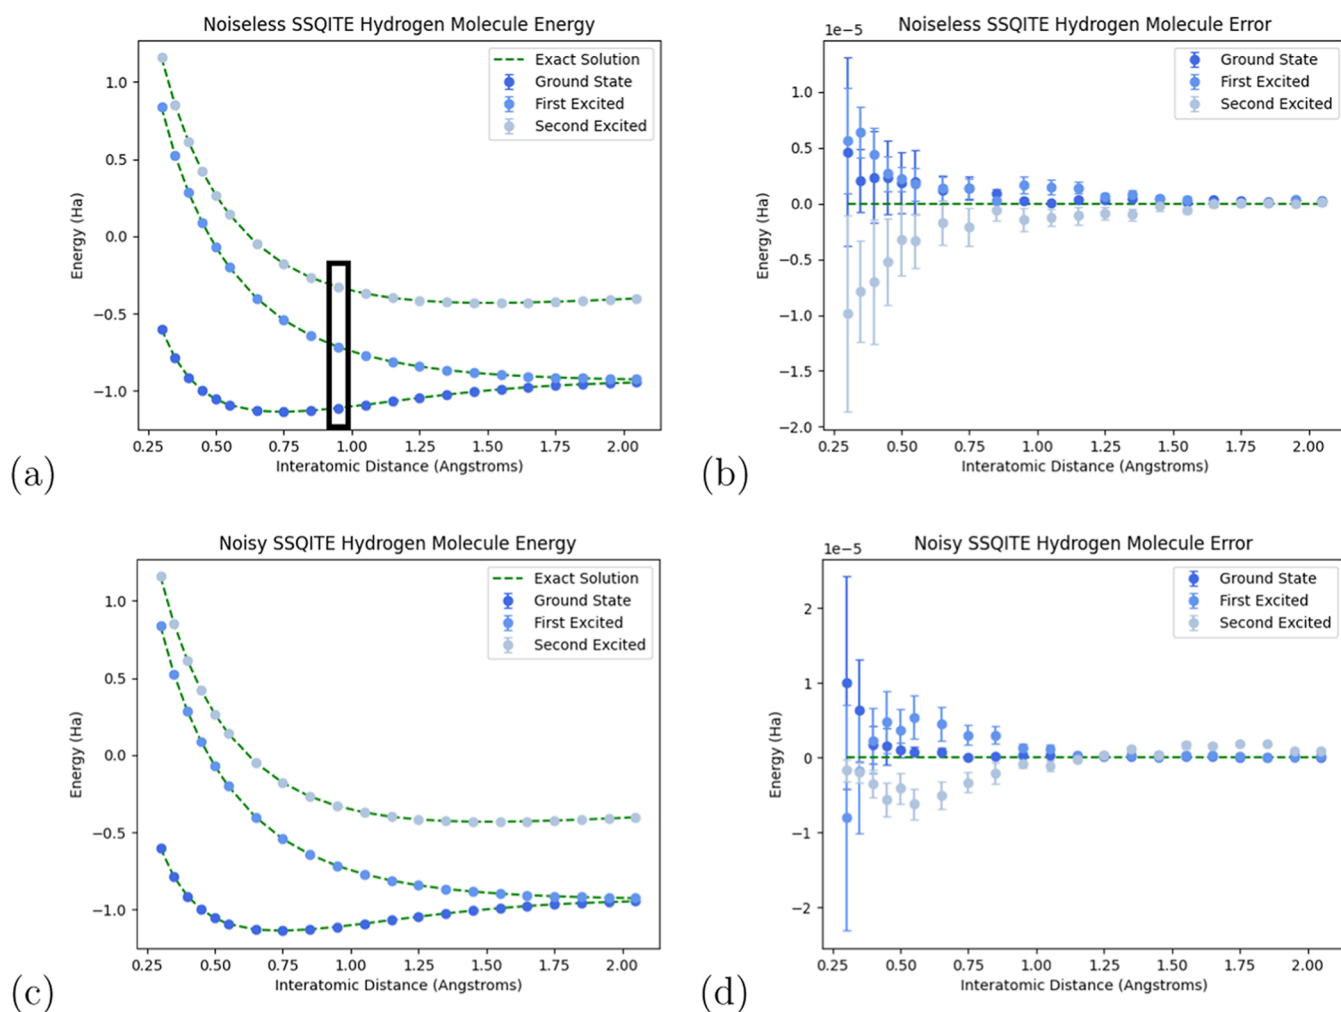 Noiseless SSQITE Hydrogen Molecule Energy
Exact Solution
Ground State
First Excited
Second Excited
1.0
0.5
0.0
−0.5
−1.0
Energy (Ha)
0.25 0.50 0.75 1.00 1.25 1.50 1.75 2.00
Interatomic Distance (Angstroms)
(a)
Noiseless SSQITE Hydrogen Molecule Error
1e−5
Ground State
First Excited
Second Excited
1.0
0.5
0.0
−0.5
−1.0
−1.5
−2.0
Energy (Ha)
0.25 0.50 0.75 1.00 1.25 1.50 1.75 2.00
Interatomic Distance (Angstroms)
(b)
Noisy SSQITE Hydrogen Molecule Energy
Exact Solution
Ground State
First Excited
Second Excited
1.0
0.5
0.0
−0.5
−1.0
Energy (Ha)
0.25 0.50 0.75 1.00 1.25 1.50 1.75 2.00
Interatomic Distance (Angstroms)
(c)
Noisy SSQITE Hydrogen Molecule Error
1e−5
Ground State
First Excited
Second Excited
2
1
0
−1
−2
Energy (Ha)
0.25 0.50 0.75 1.00 1.25 1.50 1.75 2.00
Interatomic Distance (Angstroms)
(d)